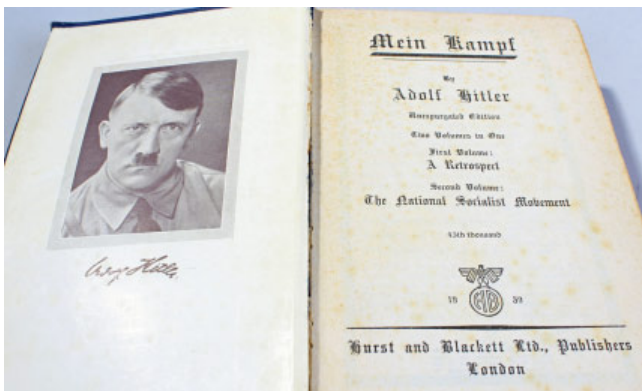 Mein Kampf
By
Adolf Hitler
Unexpurgated Edition
Two Volumes in One
First Volume:
A Retrospect
Second Volume:
The National Socialist Movement
45th thousand
19 39
Hurst and Blackett Ltd., Publishers
London